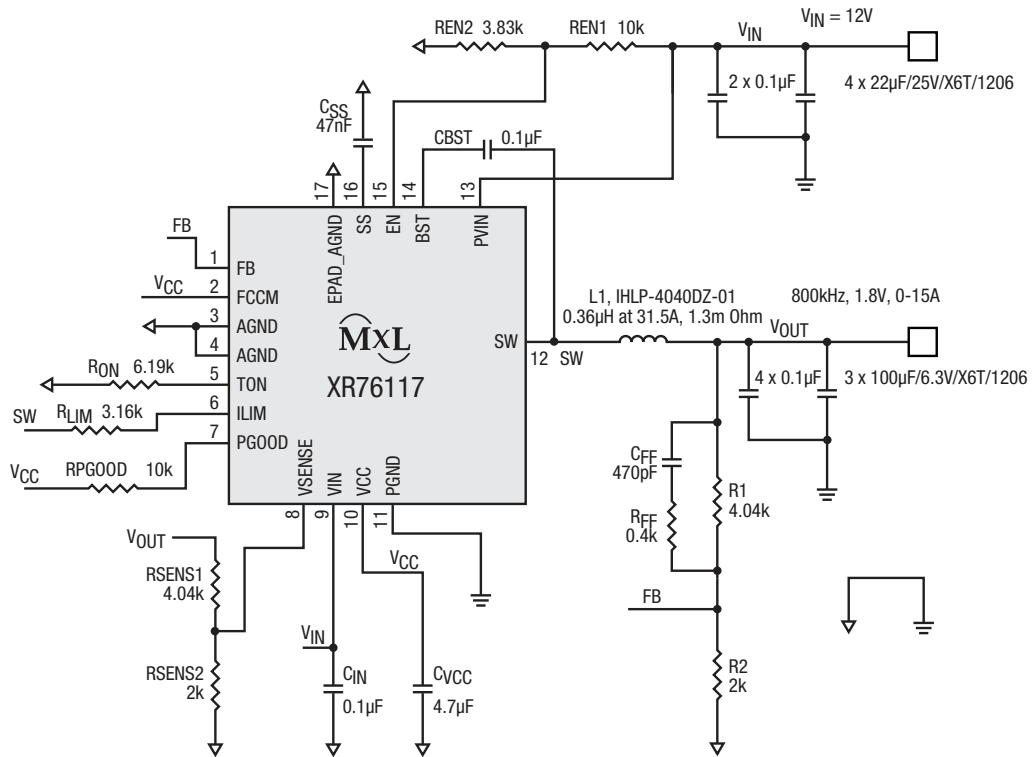 REN2 3.83k
REN1 10k
VIN
VIN = 12V
2 x 0.1µF
4 x 22µF/25V/X6T/1206
CSS
47nF
CBST
0.1µF
17
16
15
14
13
EPAD_AGND
SS
EN
BST
PVIN
FB
1
FB
VCC
2
FCCM
3
AGND
4
AGND
RON 6.19k
5
TON
SW
RLIM 3.16k
6
ILIM
7
PGOOD
VCC
RPGOOD 10k
MxL
XR76117
SW
12
SW
L1, IHLP-4040DZ-01
0.36µH at 31.5A, 1.3m Ohm
800kHz, 1.8V, 0-15A
VOUT
4 x 0.1µF
3 x 100µF/6.3V/X6T/1206
VSENSE
VIN
VCC
PGND
8
9
10
11
VOUT
RSENS1
4.04k
RSENS2
2k
VIN
CIN
0.1µF
VCC
CVCC
4.7µF
CFF
470pF
RFF
0.4k
R1
4.04k
FB
R2
2k